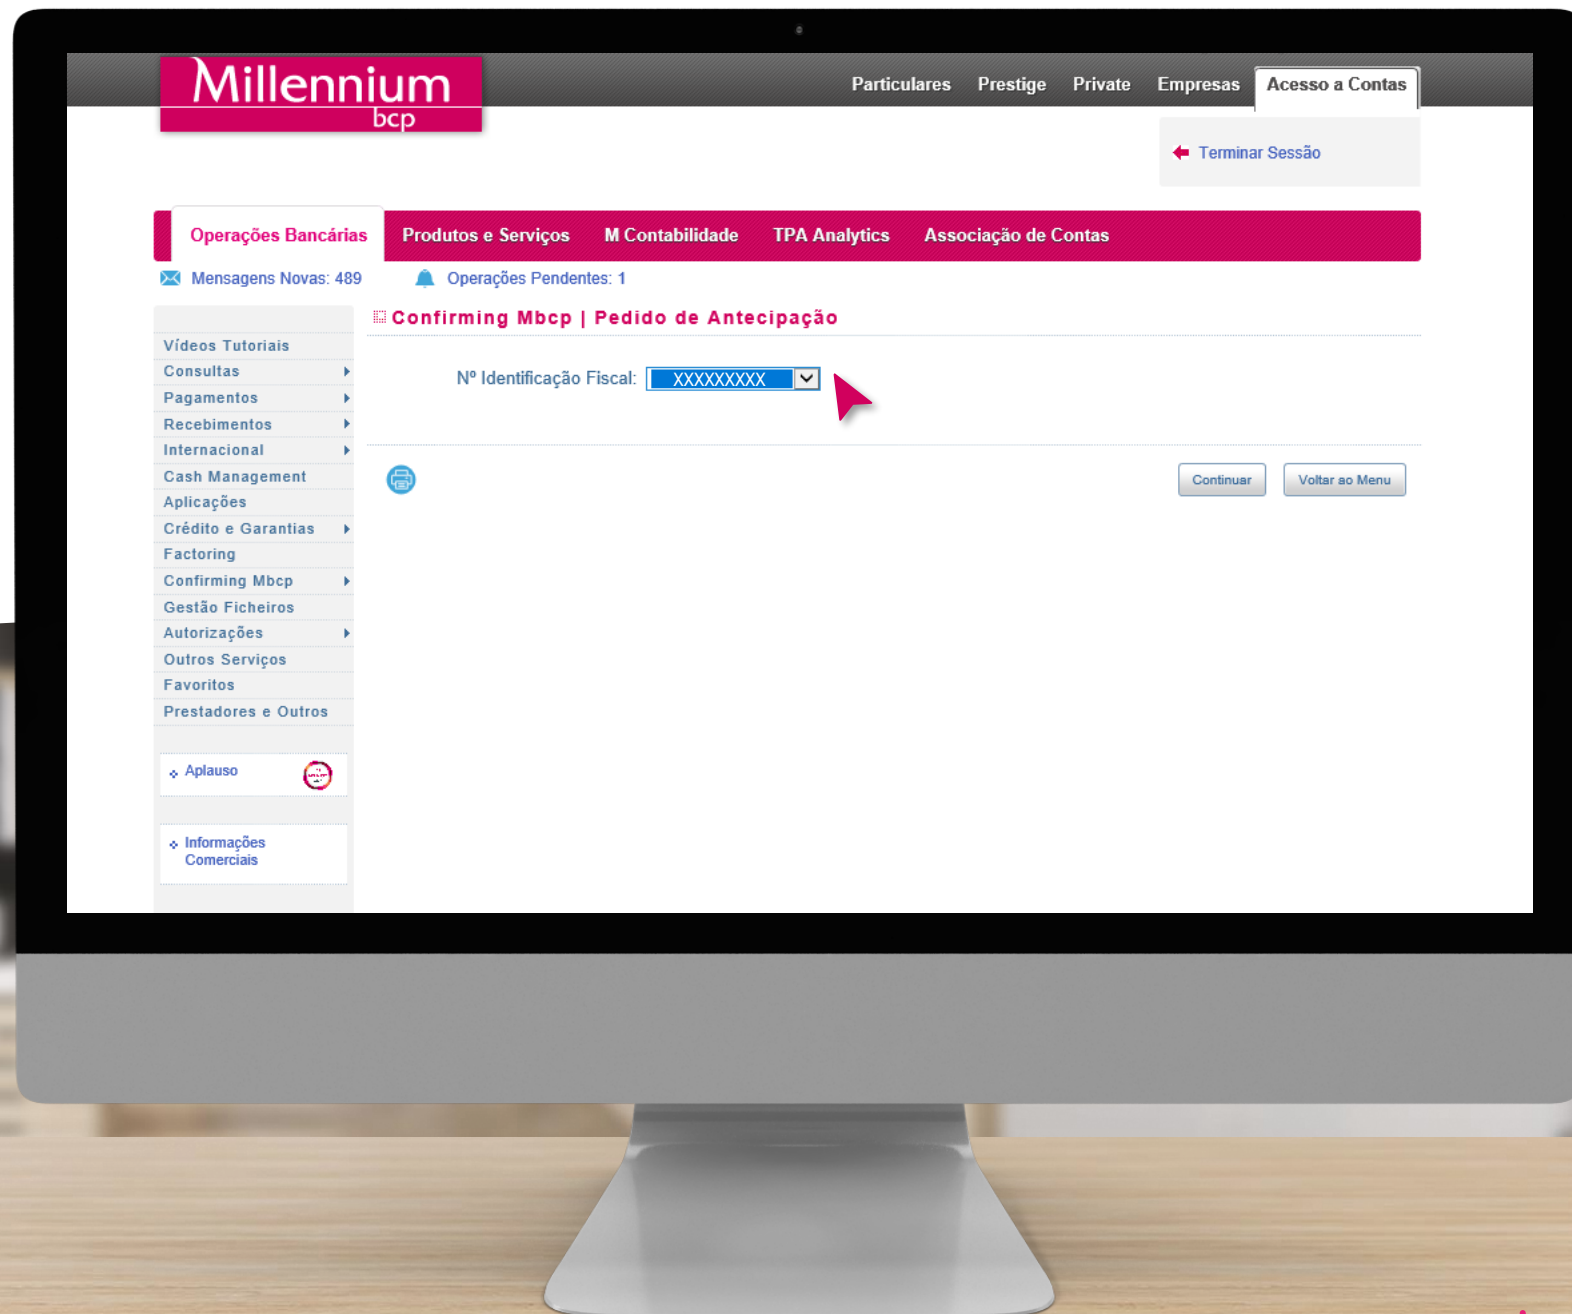 Millennium
bcp
Particulares Prestige Private Empresas Acesso a Contas
Terminar Sessão
Operações Bancárias Produtos e Serviços M Contabilidade TPA Analytics Associação de Contas
Mensagens Novas: 489 Operações Pendentes: 1
Confirming Mbcp | Pedido de Antecipação
Nº Identificação Fiscal: XXXXXXXXX
Continuar Voltar ao Menu
Vídeos Tutoriais
Consultas
Pagamentos
Recebimentos
Internacional
Cash Management
Aplicações
Crédito e Garantias
Factoring
Confirming Mbcp
Gestão Ficheiros
Autorizações
Outros Serviços
Favoritos
Prestadores e Outros
Aplauso
Informações
Comerciais